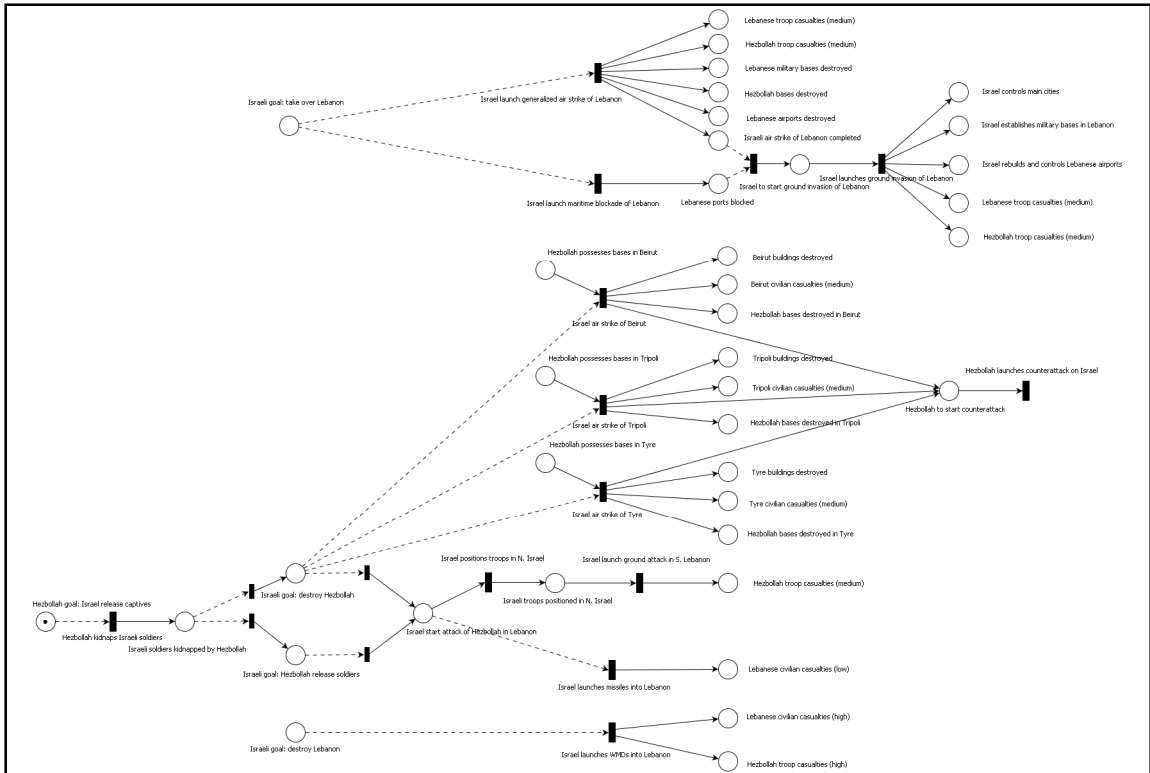 Lebanese troop casualties (medium)
Hezbollah troop casualties (medium)
Lebanese military bases destroyed
Hezbollah bases destroyed
Lebanese airports destroyed
Israeli air strike of Lebanon completed
Israeli goal: take over Lebanon
Israel launch generalized air strike of Lebanon
Israel launch maritime blockade of Lebanon
Lebanese ports blocked
Israel to start ground invasion of Lebanon
Israel launches ground invasion of Lebanon
Israel controls main cities
Israel establishes military bases in Lebanon
Israel rebuilds and controls Lebanese airports
Lebanese troop casualties (medium)
Hezbollah troop casualties (medium)
Hezbollah possesses bases in Beirut
Israel air strike of Beirut
Beirut buildings destroyed
Beirut civilian casualties (medium)
Hezbollah bases destroyed in Beirut
Hezbollah possesses bases in Tripoli
Israel air strike of Tripoli
Tripoli buildings destroyed
Tripoli civilian casualties (medium)
Hezbollah bases destroyed in Tripoli
Hezbollah launches counterattack on Israel
Hezbollah to start counterattack
Hezbollah possesses bases in Tyre
Israel air strike of Tyre
Tyre buildings destroyed
Tyre civilian casualties (medium)
Hezbollah bases destroyed in Tyre
Israel positions troops in N. Israel
Israel launch ground attack in S. Lebanon
Hezbollah troop casualties (medium)
Israeli troops positioned in N. Israel
Israeli goal: destroy Hezbollah
Hezbollah goal: Israel release captives
Hezbollah kidnaps Israeli soldiers
Israeli soldiers kidnapped by Hezbollah
Israel start attack of Hitzbollah in Lebanon
Israeli goal: Hezbollah release soldiers
Israel launches missiles into Lebanon
Lebanese civilian casualties (low)
Israeli goal: destroy Lebanon
Israel launches WMDs into Lebanon
Lebanese civilian casualties (high)
Hezbollah troop casualties (high)